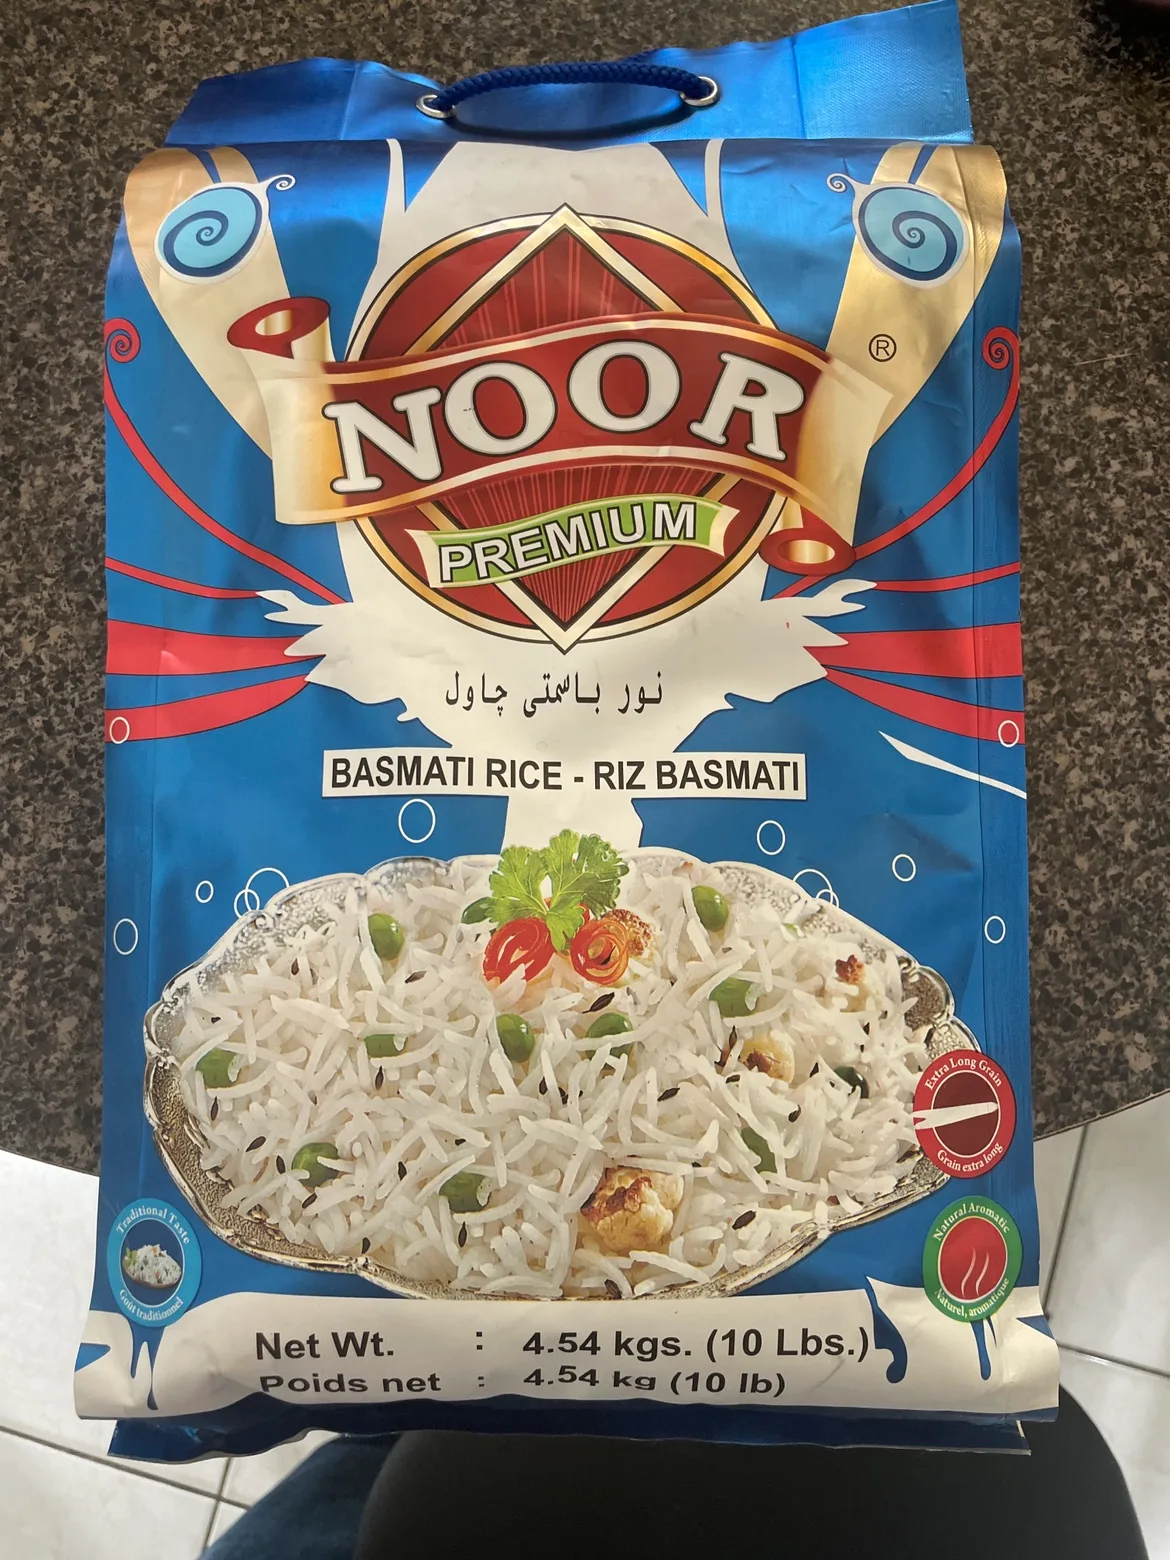 NOOR
®
PREMIUM
نور باسمتی چاول
BASMATI RICE - RIZ BASMATI
Extra Long Grain
Grain extra long
Traditional Taste
Goût traditionnel
Natural Aromatic
Naturel, aromatique
Net Wt. : 4.54 kgs. (10 Lbs.)
Poids net : 4.54 kg (10 lb)